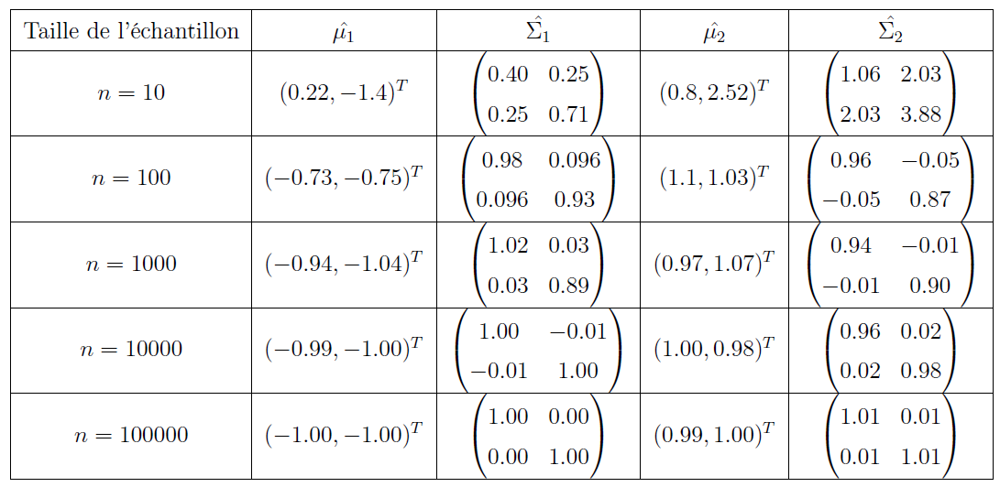 Taille de l'échantillon $\hat{\mu_1}$ $\hat{\Sigma_1}$ $\hat{\mu_2}$ $\hat{\Sigma_2}$
$n = 10$ $(0.22, -1.4)^T$ $\begin{pmatrix} 0.40 & 0.25 \\ 0.25 & 0.71 \end{pmatrix}$ $(0.8, 2.52)^T$ $\begin{pmatrix} 1.06 & 2.03 \\ 2.03 & 3.88 \end{pmatrix}$
$n = 100$ $(-0.73, -0.75)^T$ $\begin{pmatrix} 0.98 & 0.096 \\ 0.096 & 0.93 \end{pmatrix}$ $(1.1, 1.03)^T$ $\begin{pmatrix} 0.96 & -0.05 \\ -0.05 & 0.87 \end{pmatrix}$
$n = 1000$ $(-0.94, -1.04)^T$ $\begin{pmatrix} 1.02 & 0.03 \\ 0.03 & 0.89 \end{pmatrix}$ $(0.97, 1.07)^T$ $\begin{pmatrix} 0.94 & -0.01 \\ -0.01 & 0.90 \end{pmatrix}$
$n = 10000$ $(-0.99, -1.00)^T$ $\begin{pmatrix} 1.00 & -0.01 \\ -0.01 & 1.00 \end{pmatrix}$ $(1.00, 0.98)^T$ $\begin{pmatrix} 0.96 & 0.02 \\ 0.02 & 0.98 \end{pmatrix}$
$n = 100000$ $(-1.00, -1.00)^T$ $\begin{pmatrix} 1.00 & 0.00 \\ 0.00 & 1.00 \end{pmatrix}$ $(0.99, 1.00)^T$ $\begin{pmatrix} 1.01 & 0.01 \\ 0.01 & 1.01 \end{pmatrix}$